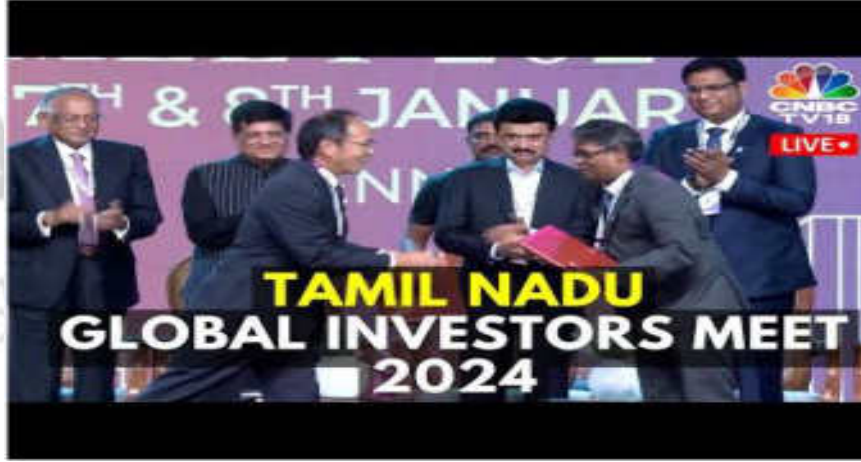 7TH & 8TH JANUAR
CNBC
TV18
LIVE
TAMIL NADU
GLOBAL INVESTORS MEET
2024